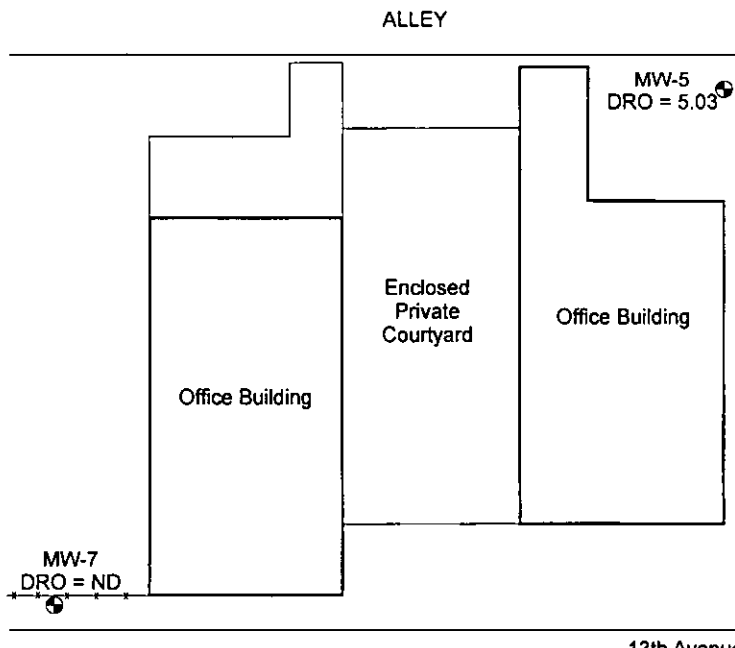 ALLEY
MW-5
DRO = 5.03
Enclosed
Private
Courtyard
Office Building
Office Building
MW-7
DRO = ND